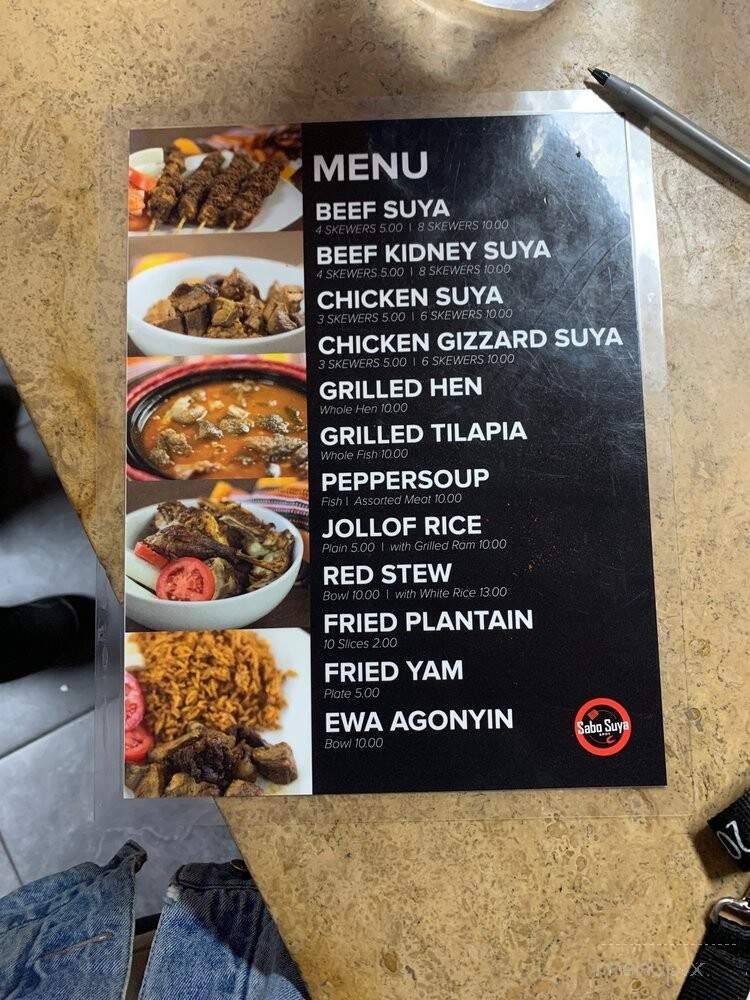 MENU
BEEF SUYA
4 SKEWERS 5.00 | 8 SKEWERS 10.00
BEEF KIDNEY SUYA
4 SKEWERS 5.00 | 8 SKEWERS 10.00
CHICKEN SUYA
3 SKEWERS 5.00 | 6 SKEWERS 10.00
CHICKEN GIZZARD SUYA
3 SKEWERS 5.00 | 6 SKEWERS 10.00
GRILLED HEN
Whole Hen 10.00
GRILLED TILAPIA
Whole Fish 10.00
PEPPERSOUP
Fish | Assorted Meat 10.00
JOLLOF RICE
Plain 5.00 | with Grilled Ram 10.00
RED STEW
Bowl 10.00 | with White Rice 13.00
FRIED PLANTAIN
10 Slices 2.00
FRIED YAM
Plate 5.00
EWA AGONYIN
Bowl 10.00
Sabo Suya
SPOT
20